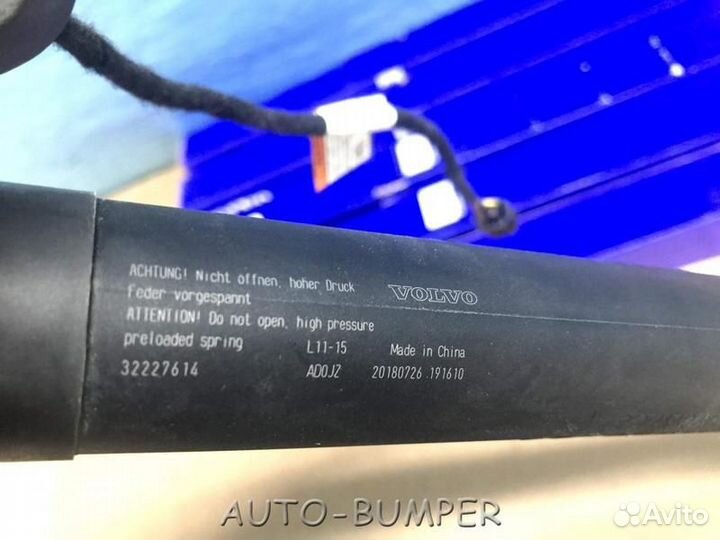 ACHTUNG! Nicht öffnen, hoher Druck
Feder vorgespannt
VOLVO
ATTENTION! Do not open, high pressure
preloaded spring
L11-15 Made in China
32227614 AD0JZ 20180726 191610
AUTO-BUMPER
Avito